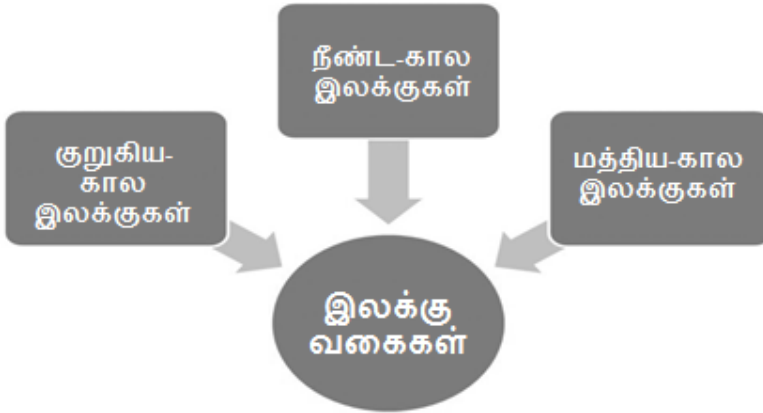 நீண்ட-கால
இலக்குகள்
குறுகிய-
கால
இலக்குகள்
மத்திய-கால
இலக்குகள்
இலக்கு
வகைகள்